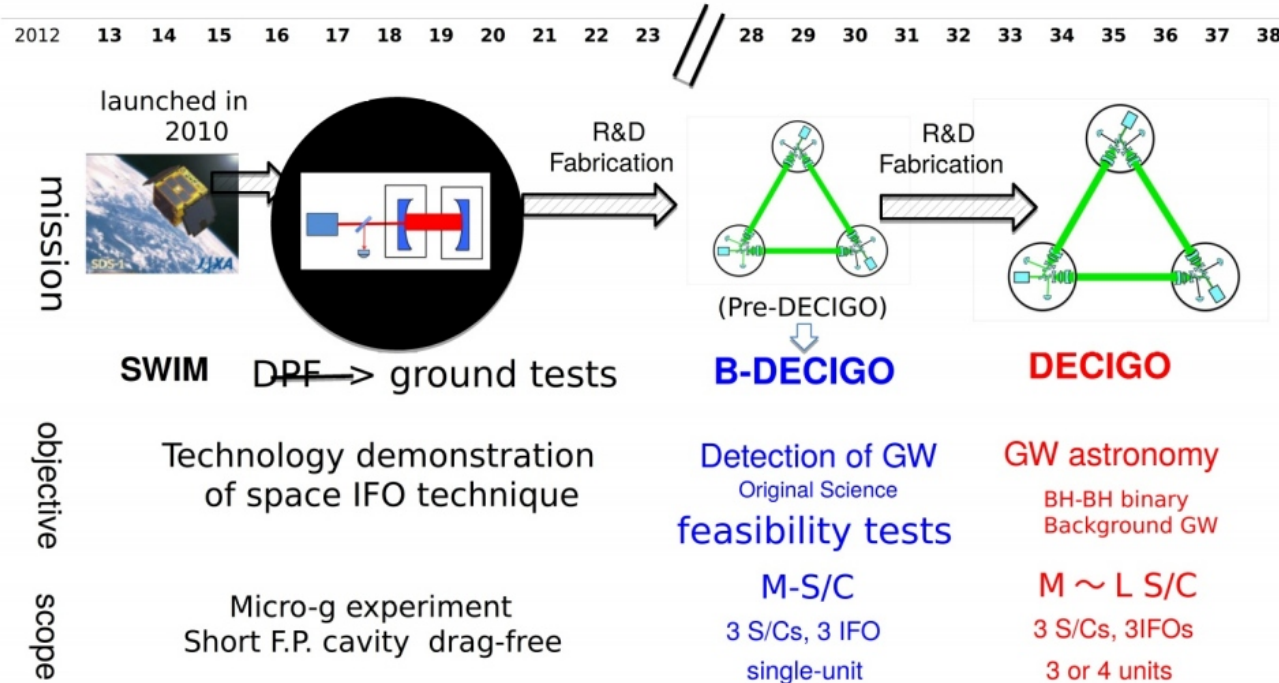 2012 13 14 15 16 17 18 19 20 21 22 23 28 29 30 31 32 33 34 35 36 37 38
launched in
2010
R&D
Fabrication
R&D
Fabrication
mission
SDS-1 JAXA
(Pre-DECIGO)
SWIM
DPF > ground tests
B-DECIGO
DECIGO
objective
Technology demonstration
of space IFO technique
Detection of GW
Original Science
feasibility tests
GW astronomy
BH-BH binary
Background GW
scope
Micro-g experiment
Short F.P. cavity drag-free
M-S/C
3 S/Cs, 3 IFO
single-unit
M ～ L S/C
3 S/Cs, 3IFOs
3 or 4 units